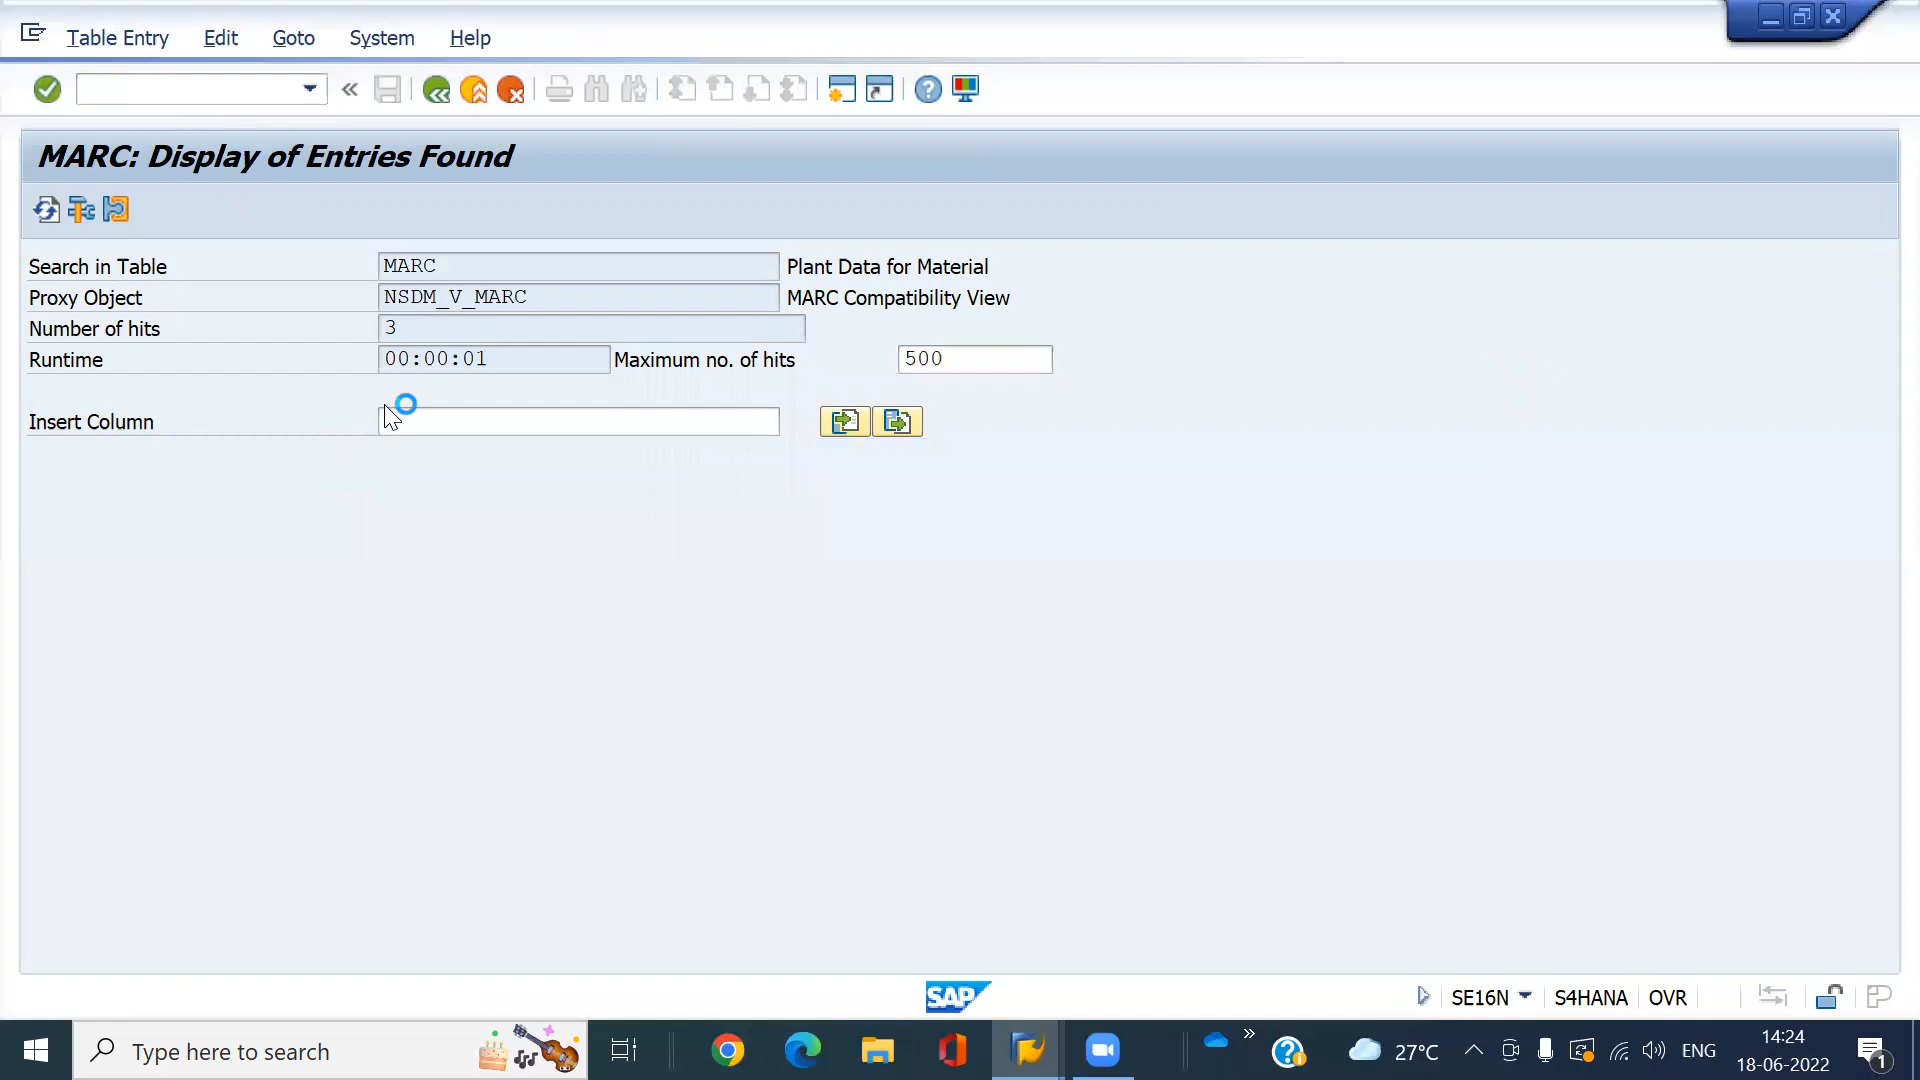 Table Entry Edit Goto System Help
MARC: Display of Entries Found
Search in Table MARC Plant Data for Material
Proxy Object NSDM_V_MARC MARC Compatibility View
Number of hits 3
Runtime 00:00:01 Maximum no. of hits 500
Insert Column
SAP SE16N S4HANA OVR
Type here to search 27°C ENG 14:24
18-06-2022 1